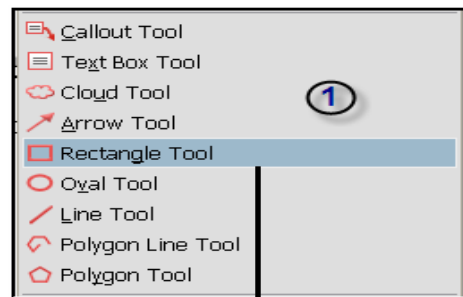 Callout Tool
Text Box Tool
Cloud Tool
1
Arrow Tool
Rectangle Tool
Oval Tool
Line Tool
Polygon Line Tool
Polygon Tool